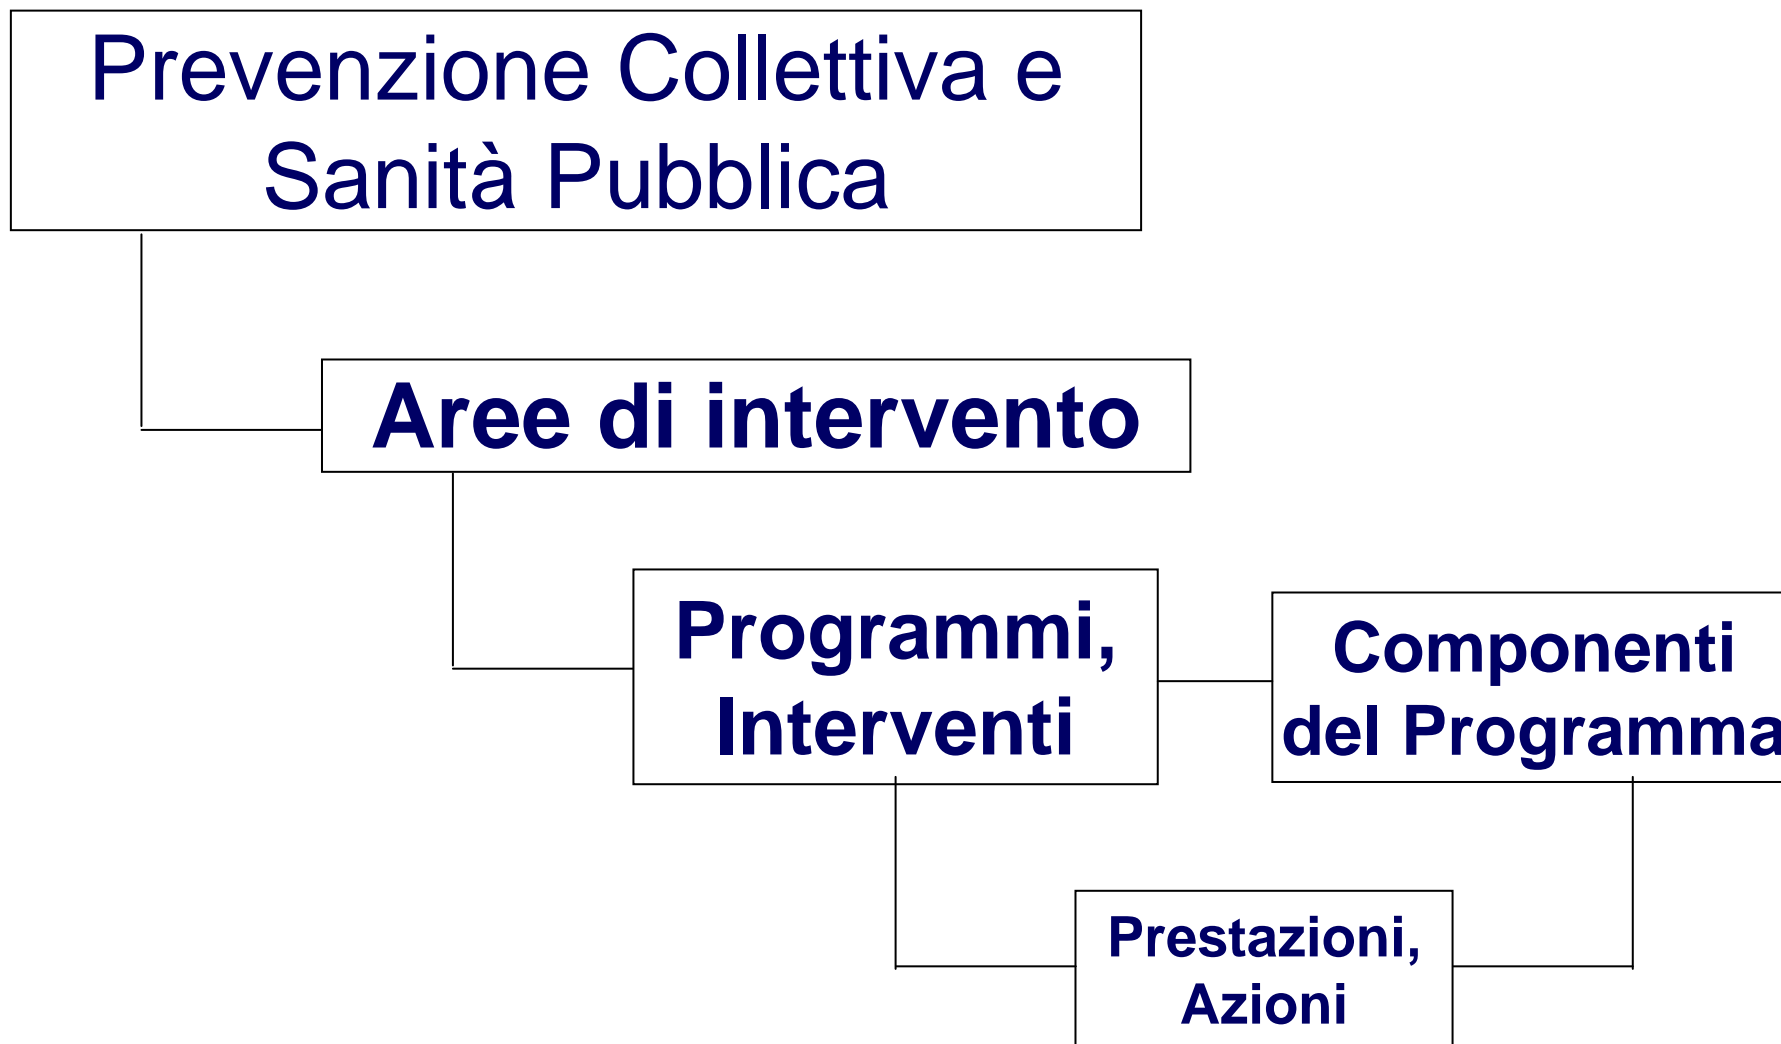 Prevenzione Collettiva e
Sanità Pubblica
Aree di intervento
Programmi,
Interventi
Componenti
del Programma
Prestazioni,
Azioni